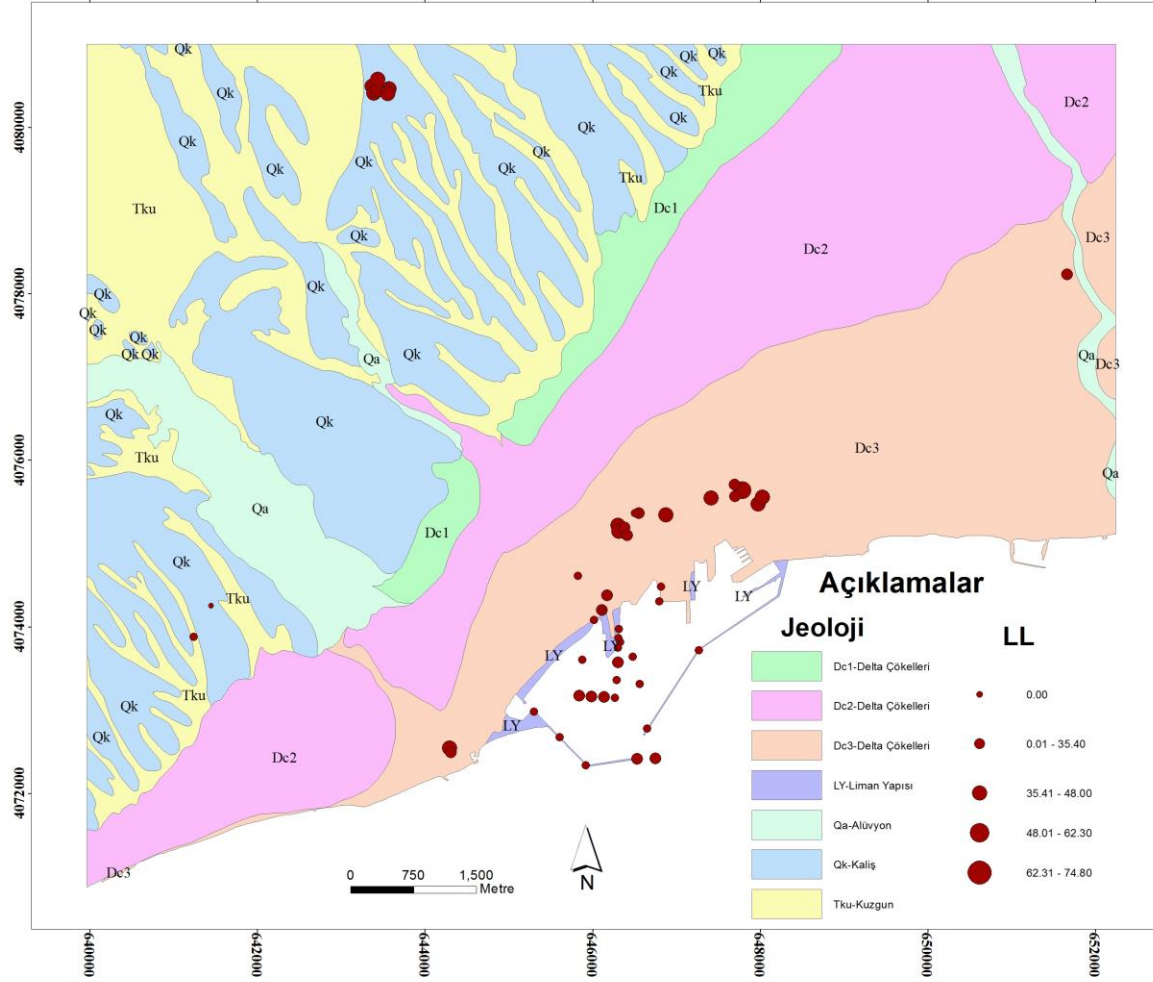 Qk
Qk
Qk
Qk
Qk
Qk
Tku
Qk
Qk
Qk
Qk
Qk
Qk
Qk
Qk
Tku
Tku
Dc1
Dc2
Dc2
Dc3
Qk
Qk
Qk
Qk
Qk
Qk
Qk
Qk
Qa
Qk
Qk
Qk
Tku
Qa
Dc1
Dc3
Qa
Dc3
Qa
Qk
Tku
Tku
Qk
Qk
Dc2
Dc3
LY
LY
LY
LY
LY
4080000
4078000
4076000
4074000
4072000
640000
642000
644000
646000
648000
650000
652000
0 750 1,500
Metre
N
Açıklamalar
Jeoloji
Dc1-Delta Çökelleri
Dc2-Delta Çökelleri
Dc3-Delta Çökelleri
LY-Liman Yapısı
Qa-Alüvyon
Qk-Kaliş
Tku-Kuzgun
LL
0.00
0.01 - 35.40
35.41 - 48.00
48.01 - 62.30
62.31 - 74.80